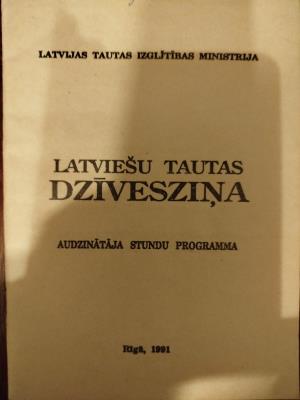 LATVIJAS TAUTAS IZGLĪTĪBAS MINISTRIJA
LATVIEŠU TAUTAS
DZĪVESZIŅA
AUDZINĀTĀJA STUNDU PROGRAMMA
Rīgā, 1991